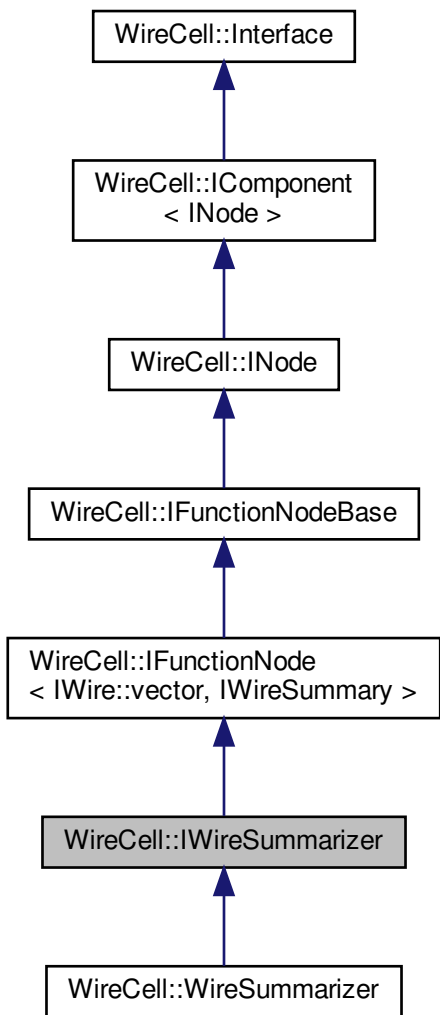 WireCell::Interface
WireCell::IComponent
< INode >
WireCell::INode
WireCell::IFunctionNodeBase
WireCell::IFunctionNode
< IWire::vector, IWireSummary >
WireCell::IWireSummarizer
WireCell::WireSummarizer